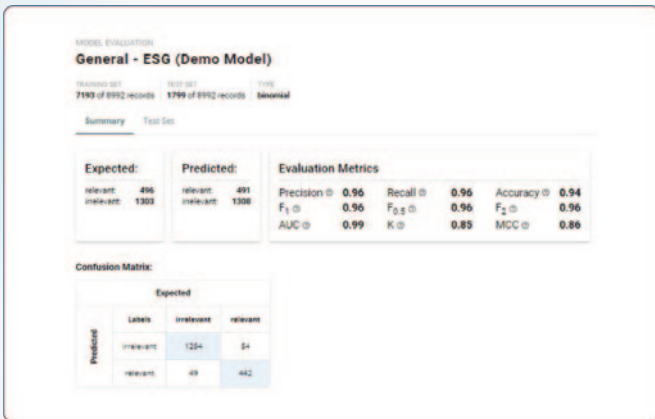 MODEL EVALUATION
General - ESG (Demo Model)
TRAINING SET TEST SET TYPE
7193 of 8992 records 1799 of 8992 records binomial
Summary Test Set
Expected: Predicted: Evaluation Metrics
relevant: 496 relevant: 491 Precision 0.96 Recall 0.96 Accuracy 0.94
irrelevant: 1303 irrelevant: 1308 F1 0.96 F0.5 0.96 F2 0.96
AUC 0.99 K 0.85 MCC 0.86
Confusion Matrix:
Expected
Predicted
Labels irrelevant relevant
irrelevant 1254 54
relevant 49 442